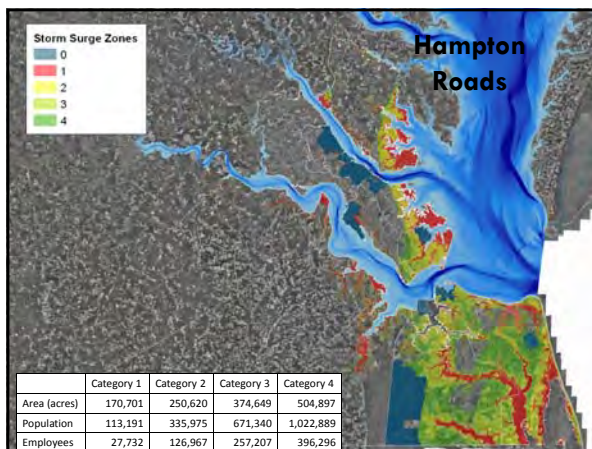 Storm Surge Zones
0
1
2
3
4
Hampton
Roads
Category 1 Category 2 Category 3 Category 4
Area (acres) 170,701 250,620 374,649 504,897
Population 113,191 335,975 671,340 1,022,889
Employees 27,732 126,967 257,207 396,296